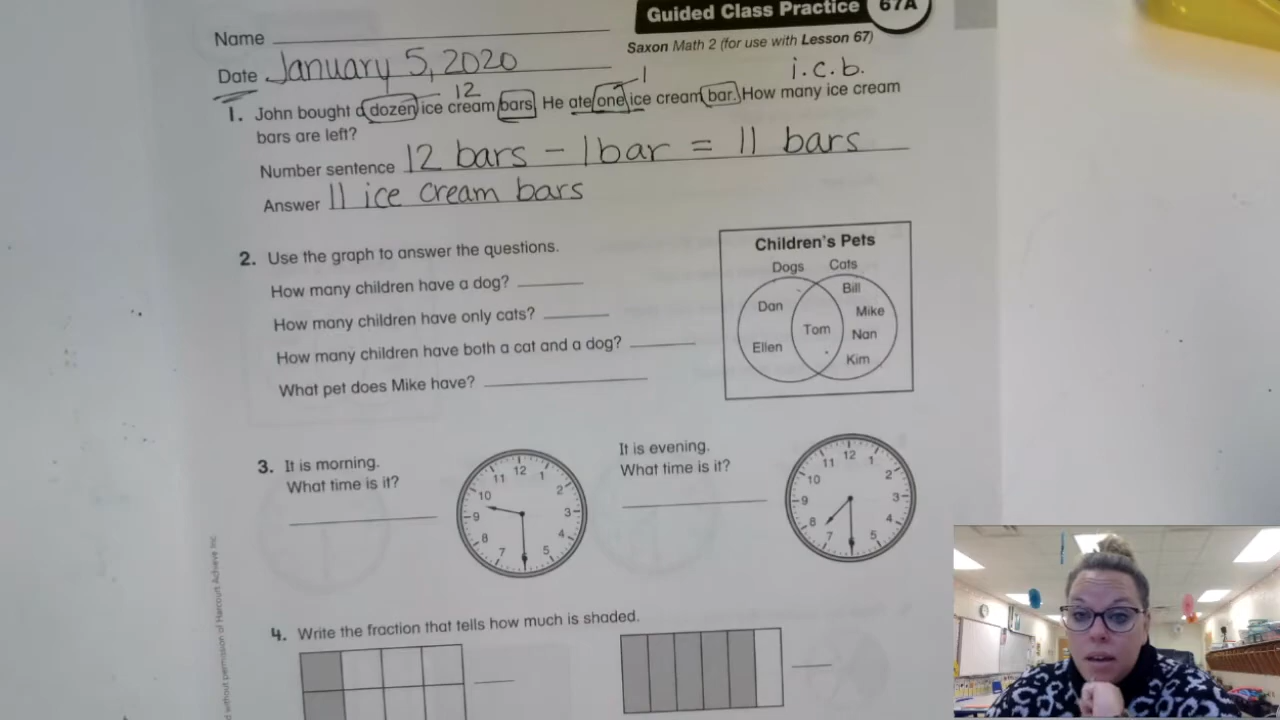 Guided Class Practice 67A
Name
Saxon Math 2 (for use with Lesson 67)
Date January 5, 2020
12 1 i.c.b.
1. John bought a dozen ice cream bars. He ate one ice cream bar. How many ice cream
bars are left?
Number sentence 12 bars - 1 bar = 11 bars
Answer 11 ice cream bars
2. Use the graph to answer the questions.
How many children have a dog?
How many children have only cats?
How many children have both a cat and a dog?
What pet does Mike have?
Children's Pets
Dogs Cats
Dan
Ellen
Tom
Bill
Mike
Nan
Kim
3. It is morning.
What time is it?
12
11 1
10 2
9 3
8 4
7 5
It is evening.
What time is it?
12
11 1
10 2
9 3
8 4
7 5
4. Write the fraction that tells how much is shaded.
without permission of Harcourt Achieve Inc